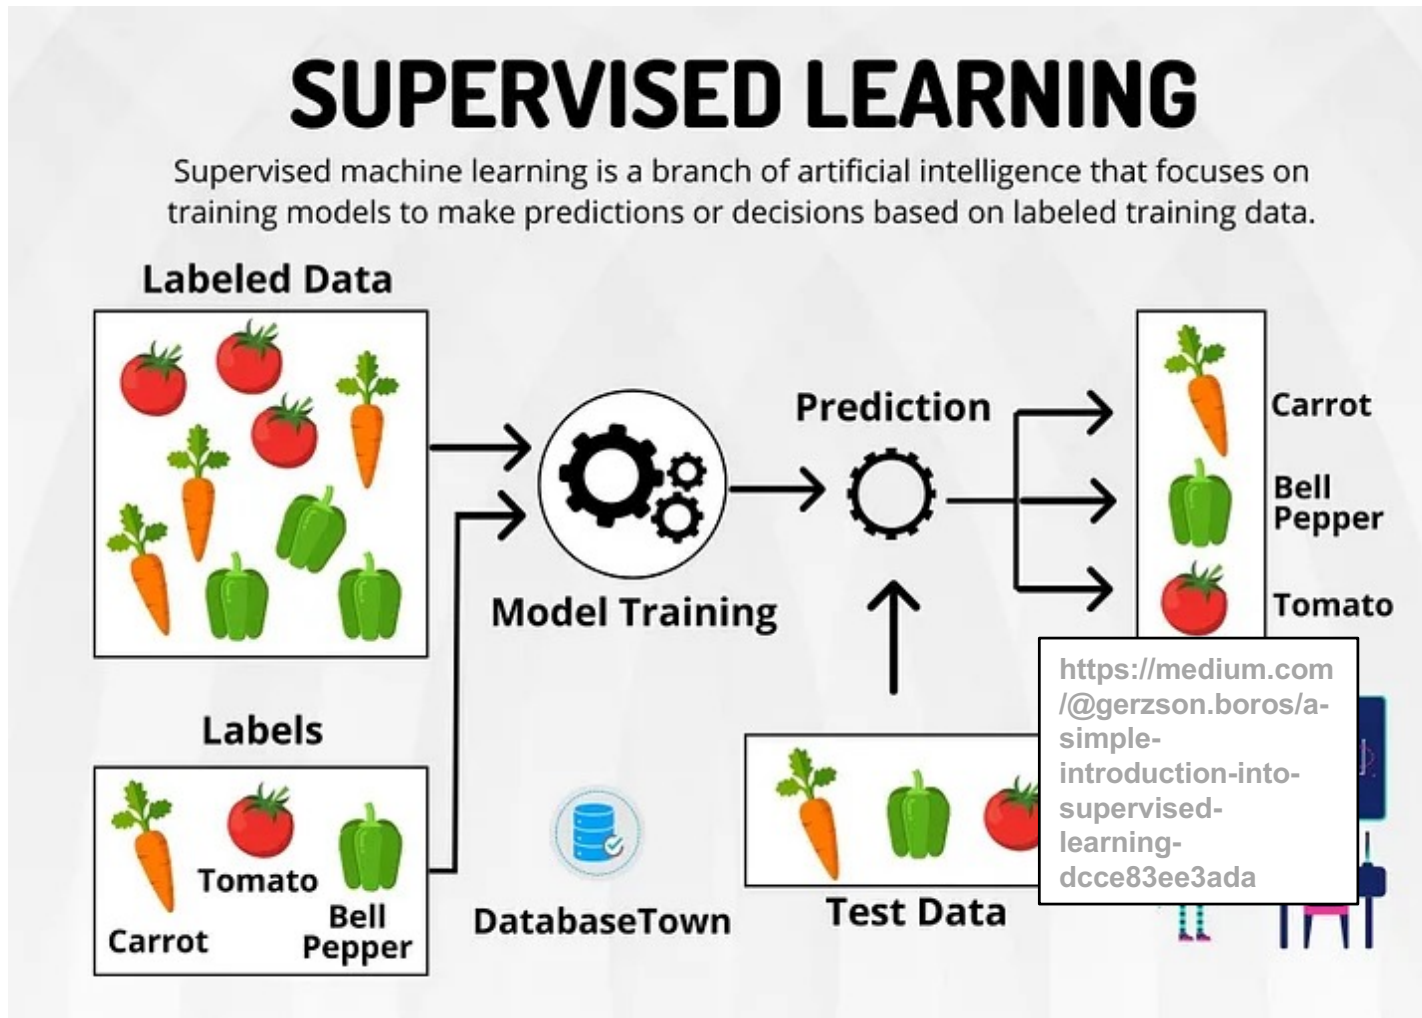 SUPERVISED LEARNING
Supervised machine learning is a branch of artificial intelligence that focuses on
training models to make predictions or decisions based on labeled training data.
Labeled Data
Prediction
Carrot
Bell
Pepper
Model Training
Tomato
https://medium.com
/@gerzson.boros/a-
simple-
introduction-into-
supervised-
learning-
dcce83ee3ada
Labels
Tomato
Carrot
Bell
Pepper
DatabaseTown
Test Data